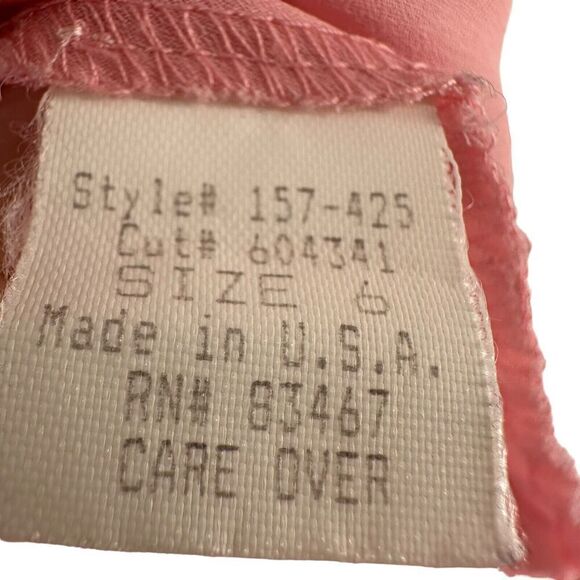 Style# 157-425
Cut# 604341
SIZE 6
Made in U.S.A.
RN# 83467
CARE OVER